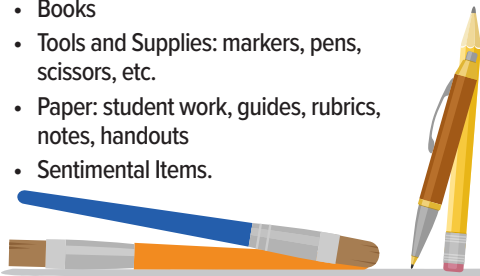 • Books
• Tools and Supplies: markers, pens,
scissors, etc.
• Paper: student work, guides, rubrics,
notes, handouts
• Sentimental Items.